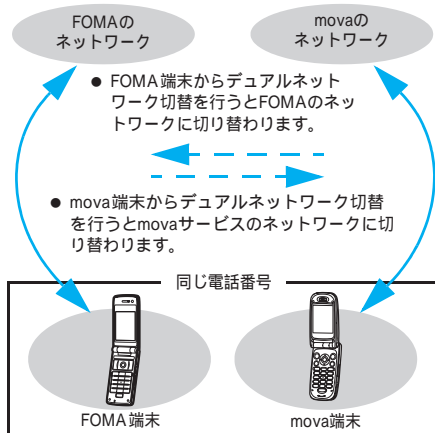 FOMAの
ネットワーク
movaの
ネットワーク
● FOMA端末からデュアルネット
ワーク切替を行うとFOMAのネッ
トワークに切り替わります。
● mova端末からデュアルネットワーク切替
を行うとmovaサービスのネットワークに切
り替わります。
同じ電話番号
FOMA端末
mova端末